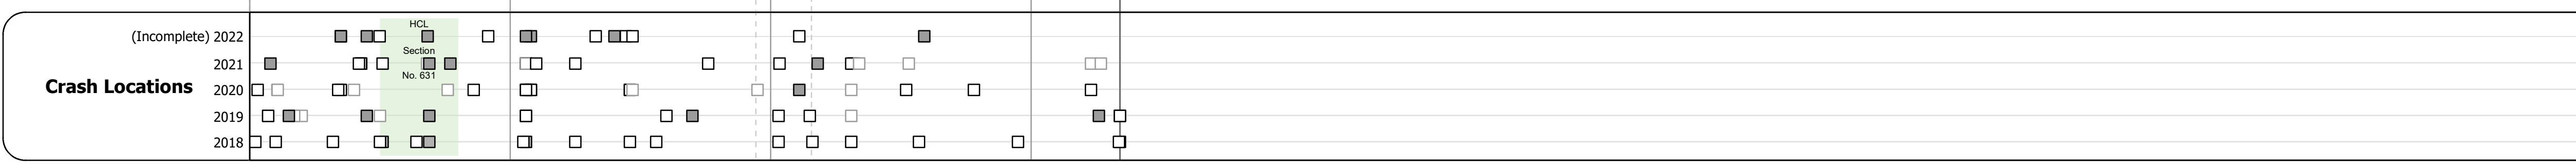 HCL
(Incomplete) 2022
Section
2021
No. 631
Crash Locations
2020
2019
2018